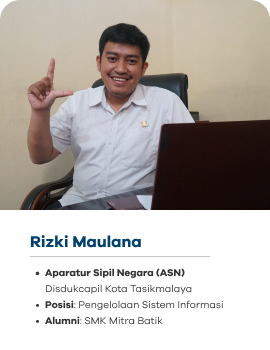 Rizki Maulana
Aparatur Sipil Negara (ASN)
Disdukcapil Kota Tasikmalaya
Posisi: Pengelolaan Sistem Informasi
Alumni: SMK Mitra Batik